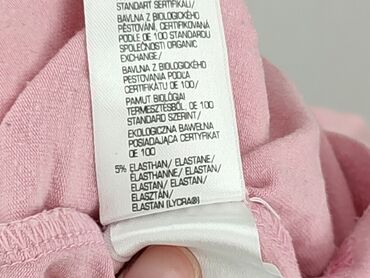 STANDART SERTIFIKALI/
BAVLNA Z BIOLOGICKÉHO
PĚSTOVÁNÍ, CERTIFIKOVANÁ
PODLE OE 100 STANDARDU
SPOLEČNOSTI ORGANIC
EXCHANGE/
BAVLNA Z BIOLOGICKÉHO
PESTOVANIA PODĽA
CERTIFIKÁTU OE 100/
PAMUT BIOLÓGIAI
TERMESZTÉSBŐL. OE 100
STANDARD SZERINT/
EKOLOGICZNA BAWEŁNA
POSIADAJĄCA CERTYFIKAT
OE 100
5% ELASTHAN/ ELASTANE/
ELASTHANNE/ ELASTAN/
ELASTAN/ ELASTAN/
ELASZTÁN/
ELASTAN (LYCRA®)